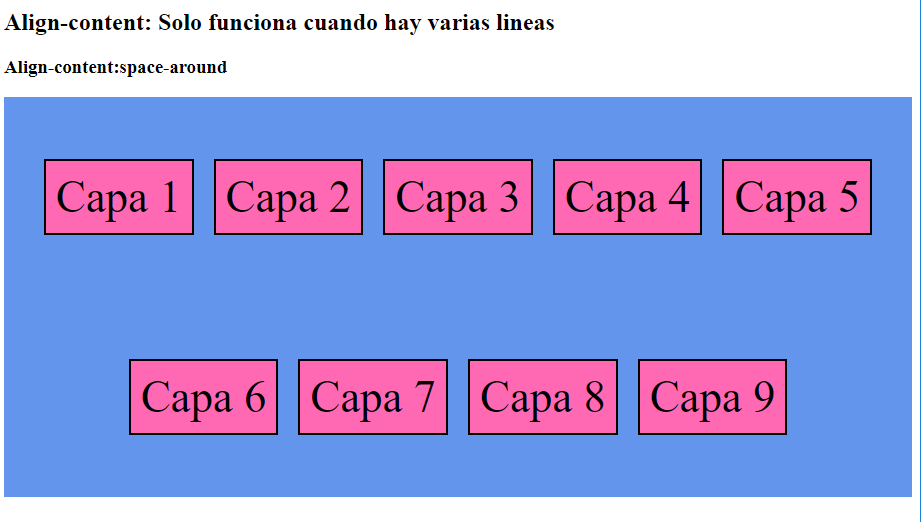 Align-content: Solo funciona cuando hay varias lineas
Align-content:space-around
Capa 1 Capa 2 Capa 3 Capa 4 Capa 5
Capa 6 Capa 7 Capa 8 Capa 9